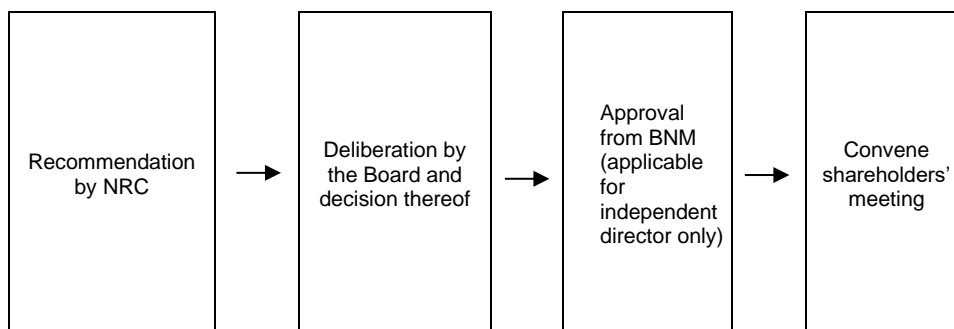 Recommendation
by NRC
Deliberation by
the Board and
decision thereof
Approval
from BNM
(applicable
for
independent
director only)
Convene
shareholders’
meeting